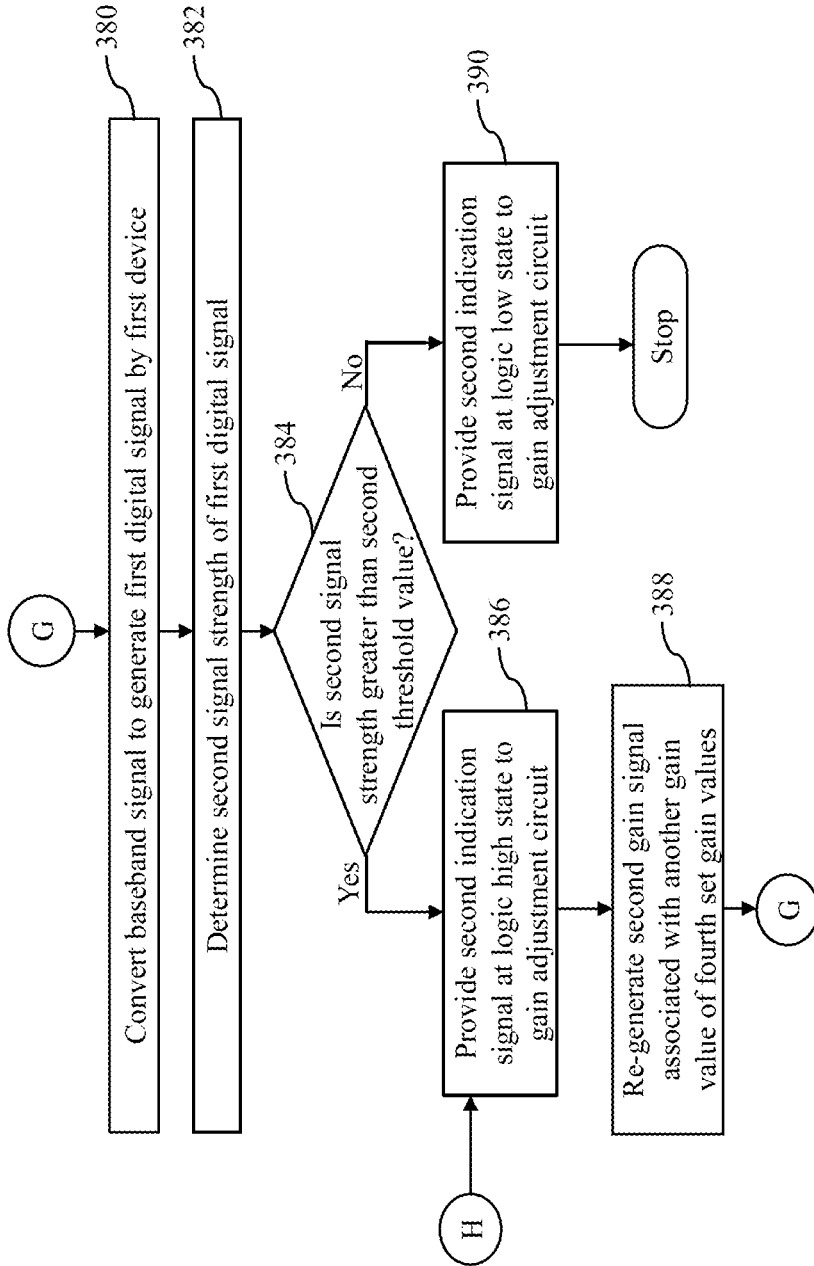 G
Convert baseband signal to generate first digital signal by first device
380
Determine second signal strength of first digital signal
382
Is second signal
strength greater than second
threshold value?
384
Yes
No
H
Provide second indication
signal at logic high state to
gain adjustment circuit
386
Provide second indication
signal at logic low state to
gain adjustment circuit
390
Re-generate second gain signal
associated with another gain
value of fourth set gain values
388
Stop
G